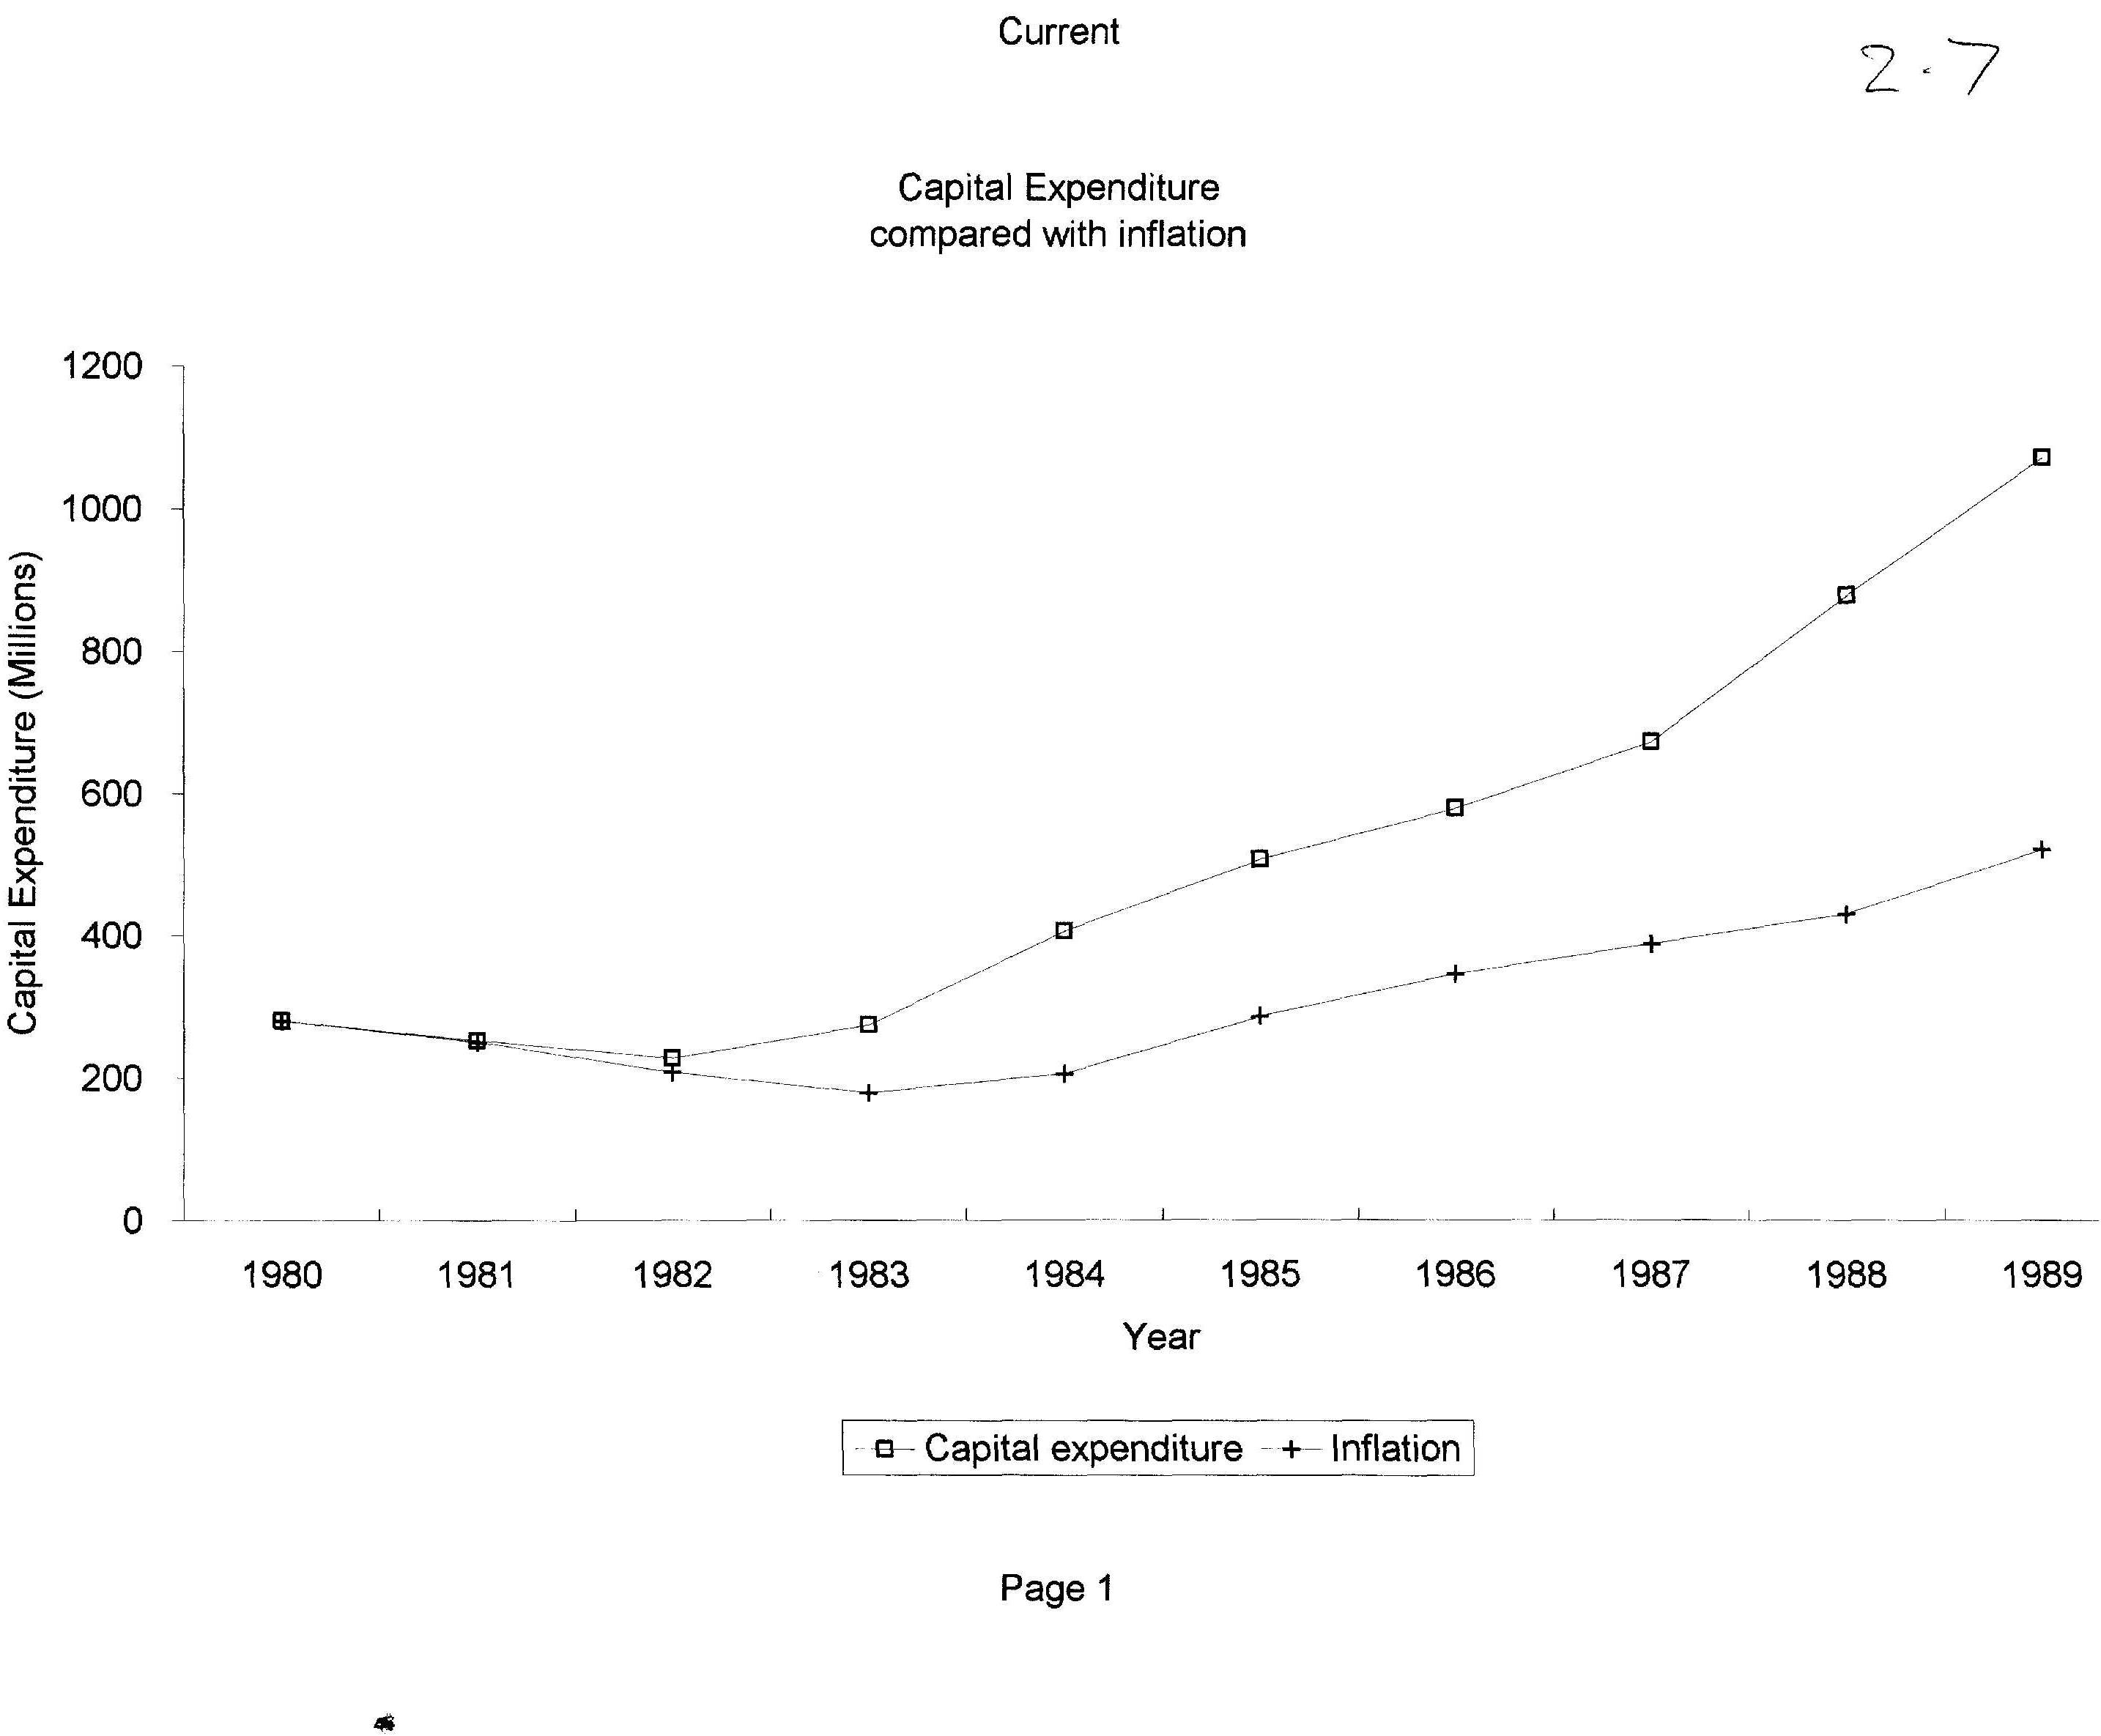 Current
2.7
Capital Expenditure
compared with inflation
Capital Expenditure (Millions)
1200
1000
800
600
400
200
0
1980 1981 1982 1983 1984 1985 1986 1987 1988 1989
Year
Capital expenditure Inflation
Page 1